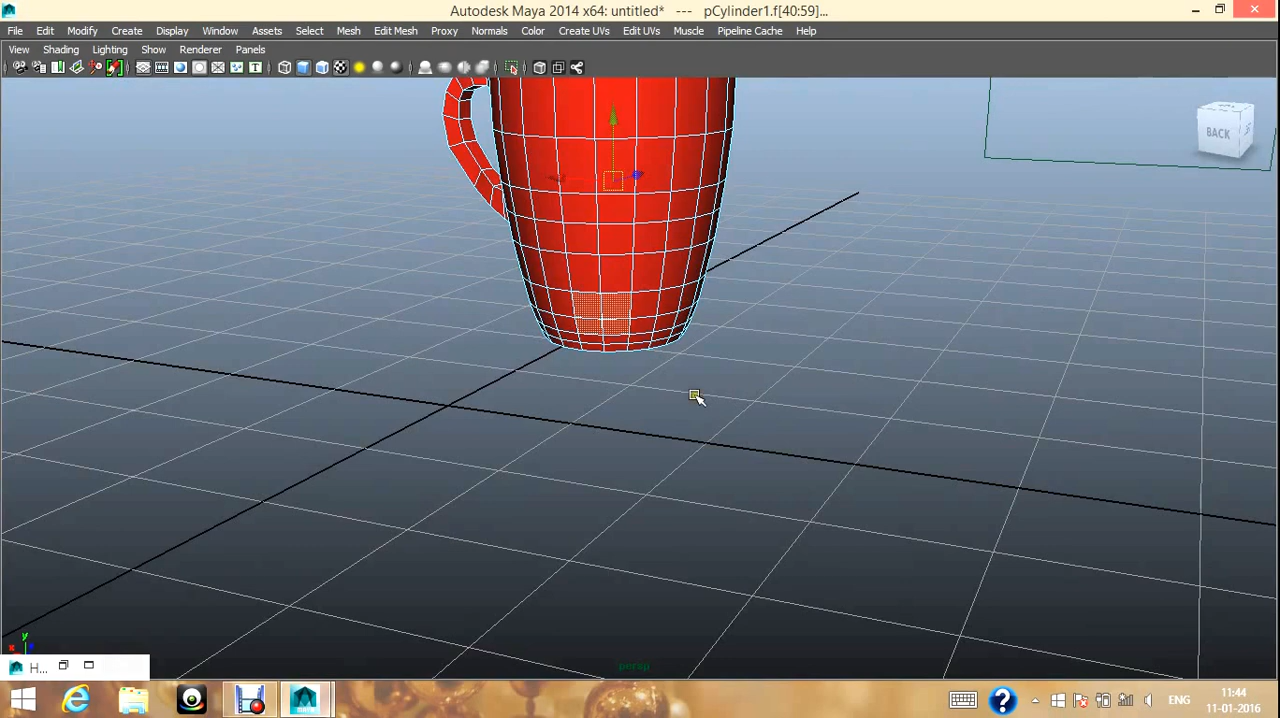 Autodesk Maya 2014 x64: untitled* --- pCylinder1.f[40:59]...
File Edit Modify Create Display Window Assets Select Mesh Edit Mesh Proxy Normals Color Create UVs Edit UVs Muscle Pipeline Cache Help
View Shading Lighting Show Renderer Panels
BACK
y
x
persp
H...
ENG
11:44
11-01-2016